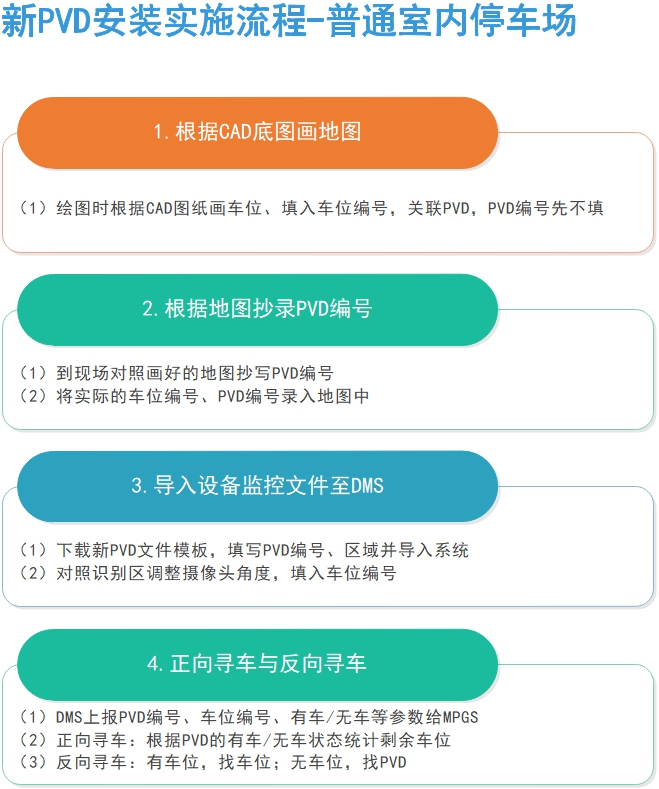 新PVD安装实施流程-普通室内停车场
1.根据CAD底图画地图
（1）绘图时根据CAD图纸画车位、填入车位编号，关联PVD，PVD编号先不填
2.根据地图抄录PVD编号
（1）到现场对照画好的地图抄写PVD编号
（2）将实际的车位编号、PVD编号录入地图中
3.导入设备监控文件至DMS
（1）下载新PVD文件模板，填写PVD编号、区域并导入系统
（2）对照识别区调整摄像头角度，填入车位编号
4.正向寻车与反向寻车
（1）DMS上报PVD编号、车位编号、有车/无车等参数给MPGS
（2）正向寻车：根据PVD的有车/无车状态统计剩余车位
（3）反向寻车：有车位，找车位；无车位，找PVD